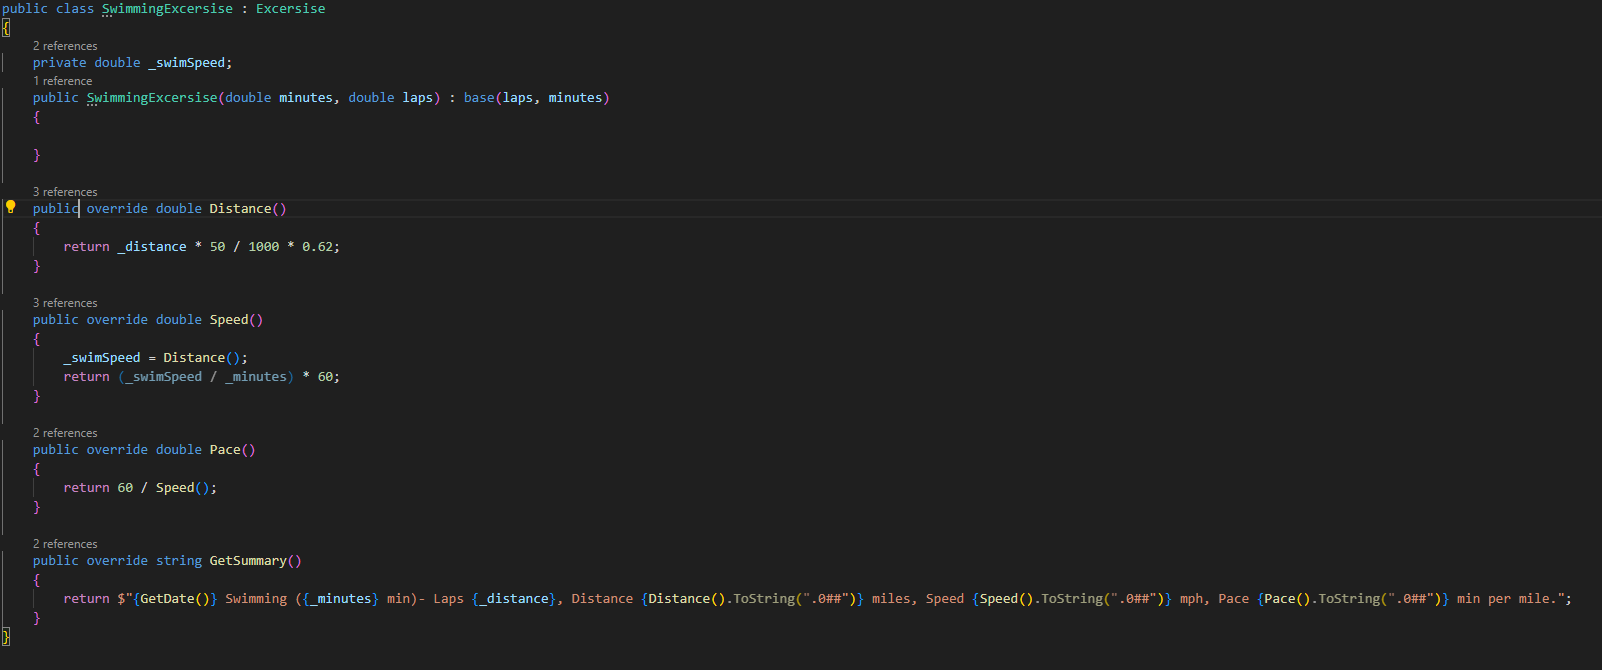 public class SwimmingExcersise : Excersise
{
2 references
private double _swimSpeed;
1 reference
public SwimmingExcersise(double minutes, double laps) : base(laps, minutes)
{
}
3 references
public override double Distance()
{
return _distance * 50 / 1000 * 0.62;
}
3 references
public override double Speed()
{
_swimSpeed = Distance();
return (_swimSpeed / _minutes) * 60;
}
2 references
public override double Pace()
{
return 60 / Speed();
}
2 references
public override string GetSummary()
{
return $"{GetDate()} Swimming ({_minutes} min)- Laps {_distance}, Distance {Distance().ToString(".0##")} miles, Speed {Speed().ToString(".0##")} mph, Pace {Pace().ToString(".0##")} min per mile.";
}
}